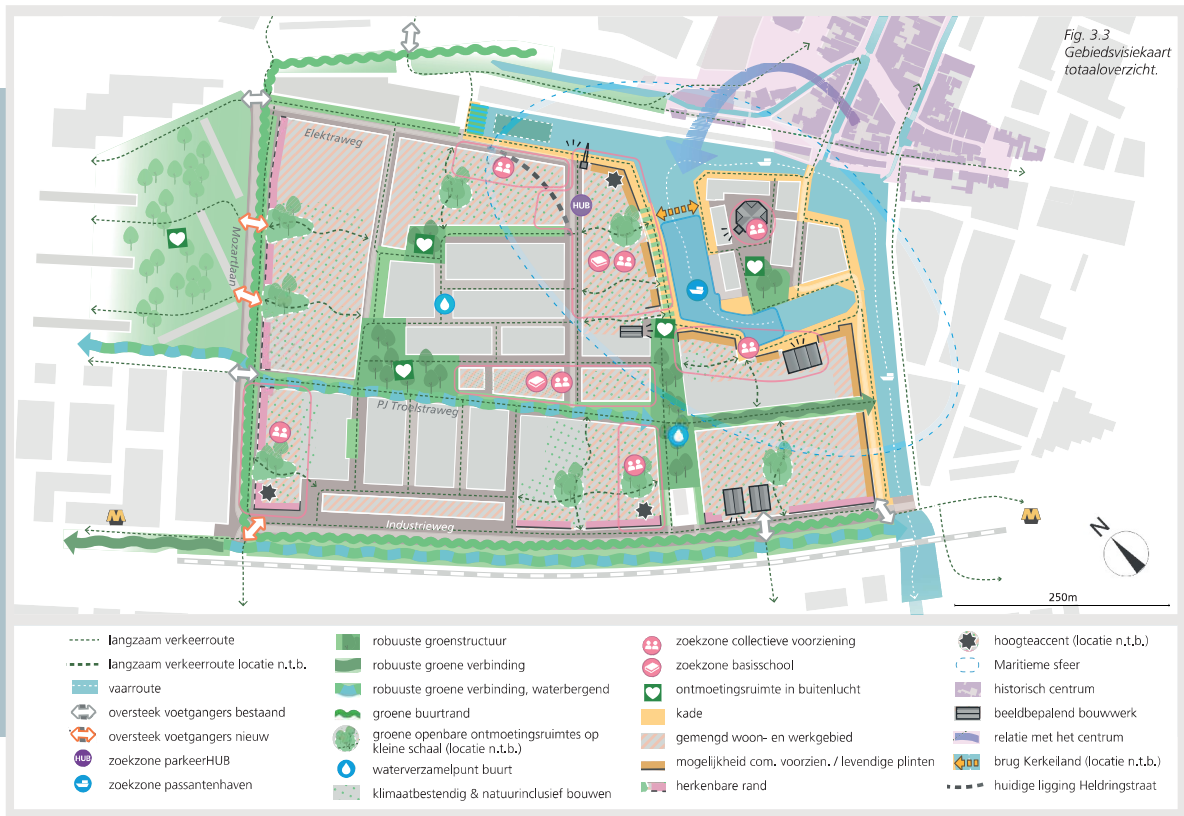 Fig. 3.3
Gebiedsvisiekaart
totaaloverzicht.
Elektraweg
HUB
Mozartlaan
PJ Troelstraweg
Industrieweg
M
M
N
250m
langzaam verkeerroute
langzaam verkeerroute locatie n.t.b.
vaarroute
oversteek voetgangers bestaand
oversteek voetgangers nieuw
HUB zoekzone parkeerHUB
zoekzone passantenhaven
robuuste groenstructuur
robuuste groene verbinding
robuuste groene verbinding, waterbergend
groene buurtrand
groene openbare ontmoetingsruimtes op
kleine schaal (locatie n.t.b.)
waterverzamelpunt buurt
klimaatbestendig & natuurinclusief bouwen
zoekzone collectieve voorziening
zoekzone basisschool
ontmoetingsruimte in buitenlucht
kade
gemengd woon- en werkgebied
mogelijkheid com. voorzien. / levendige plinten
herkenbare rand
hoogteaccent (locatie n.t.b.)
Maritieme sfeer
historisch centrum
beeldbepalend bouwwerk
relatie met het centrum
brug Kerkeiland (locatie n.t.b.)
huidige ligging Heldringstraat